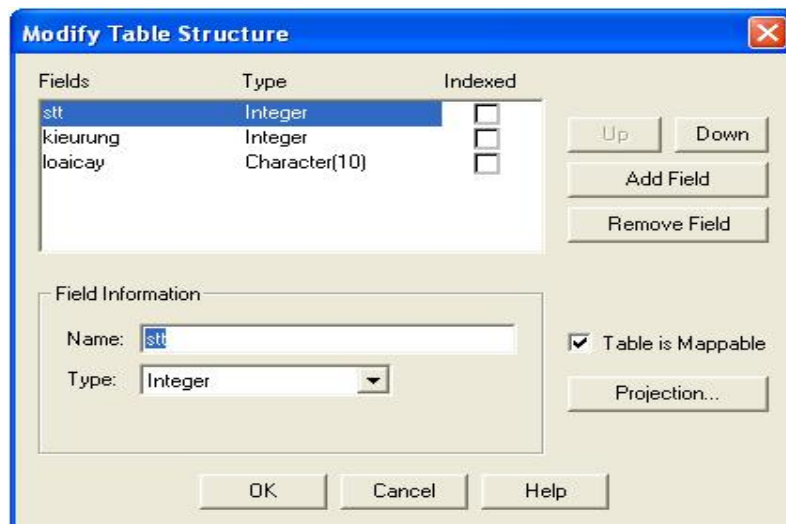 Modify Table Structure
Fields Type Indexed
stt Integer
kieurung Integer
loaicay Character(10)
Up Down
Add Field
Remove Field
Field Information
Name: stt
Type: Integer
Table is Mappable
Projection...
OK Cancel Help